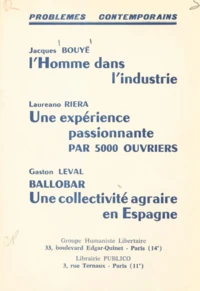 PROBLEMES CONTEMPORAINS
Jacques BOUYÉ
l'Homme dans
l'industrie
Laureano RIERA
Une expérience
passionnante
PAR 5000 OUVRIERS
Gaston LEVAL
BALLOBAR
Une collectivité agraire
en Espagne
Groupe Humaniste Libertaire
33, boulevard Edgar-Quinet - Paris (14e)
Librairie PUBLICO
3, rue Ternaux - Paris (11e)